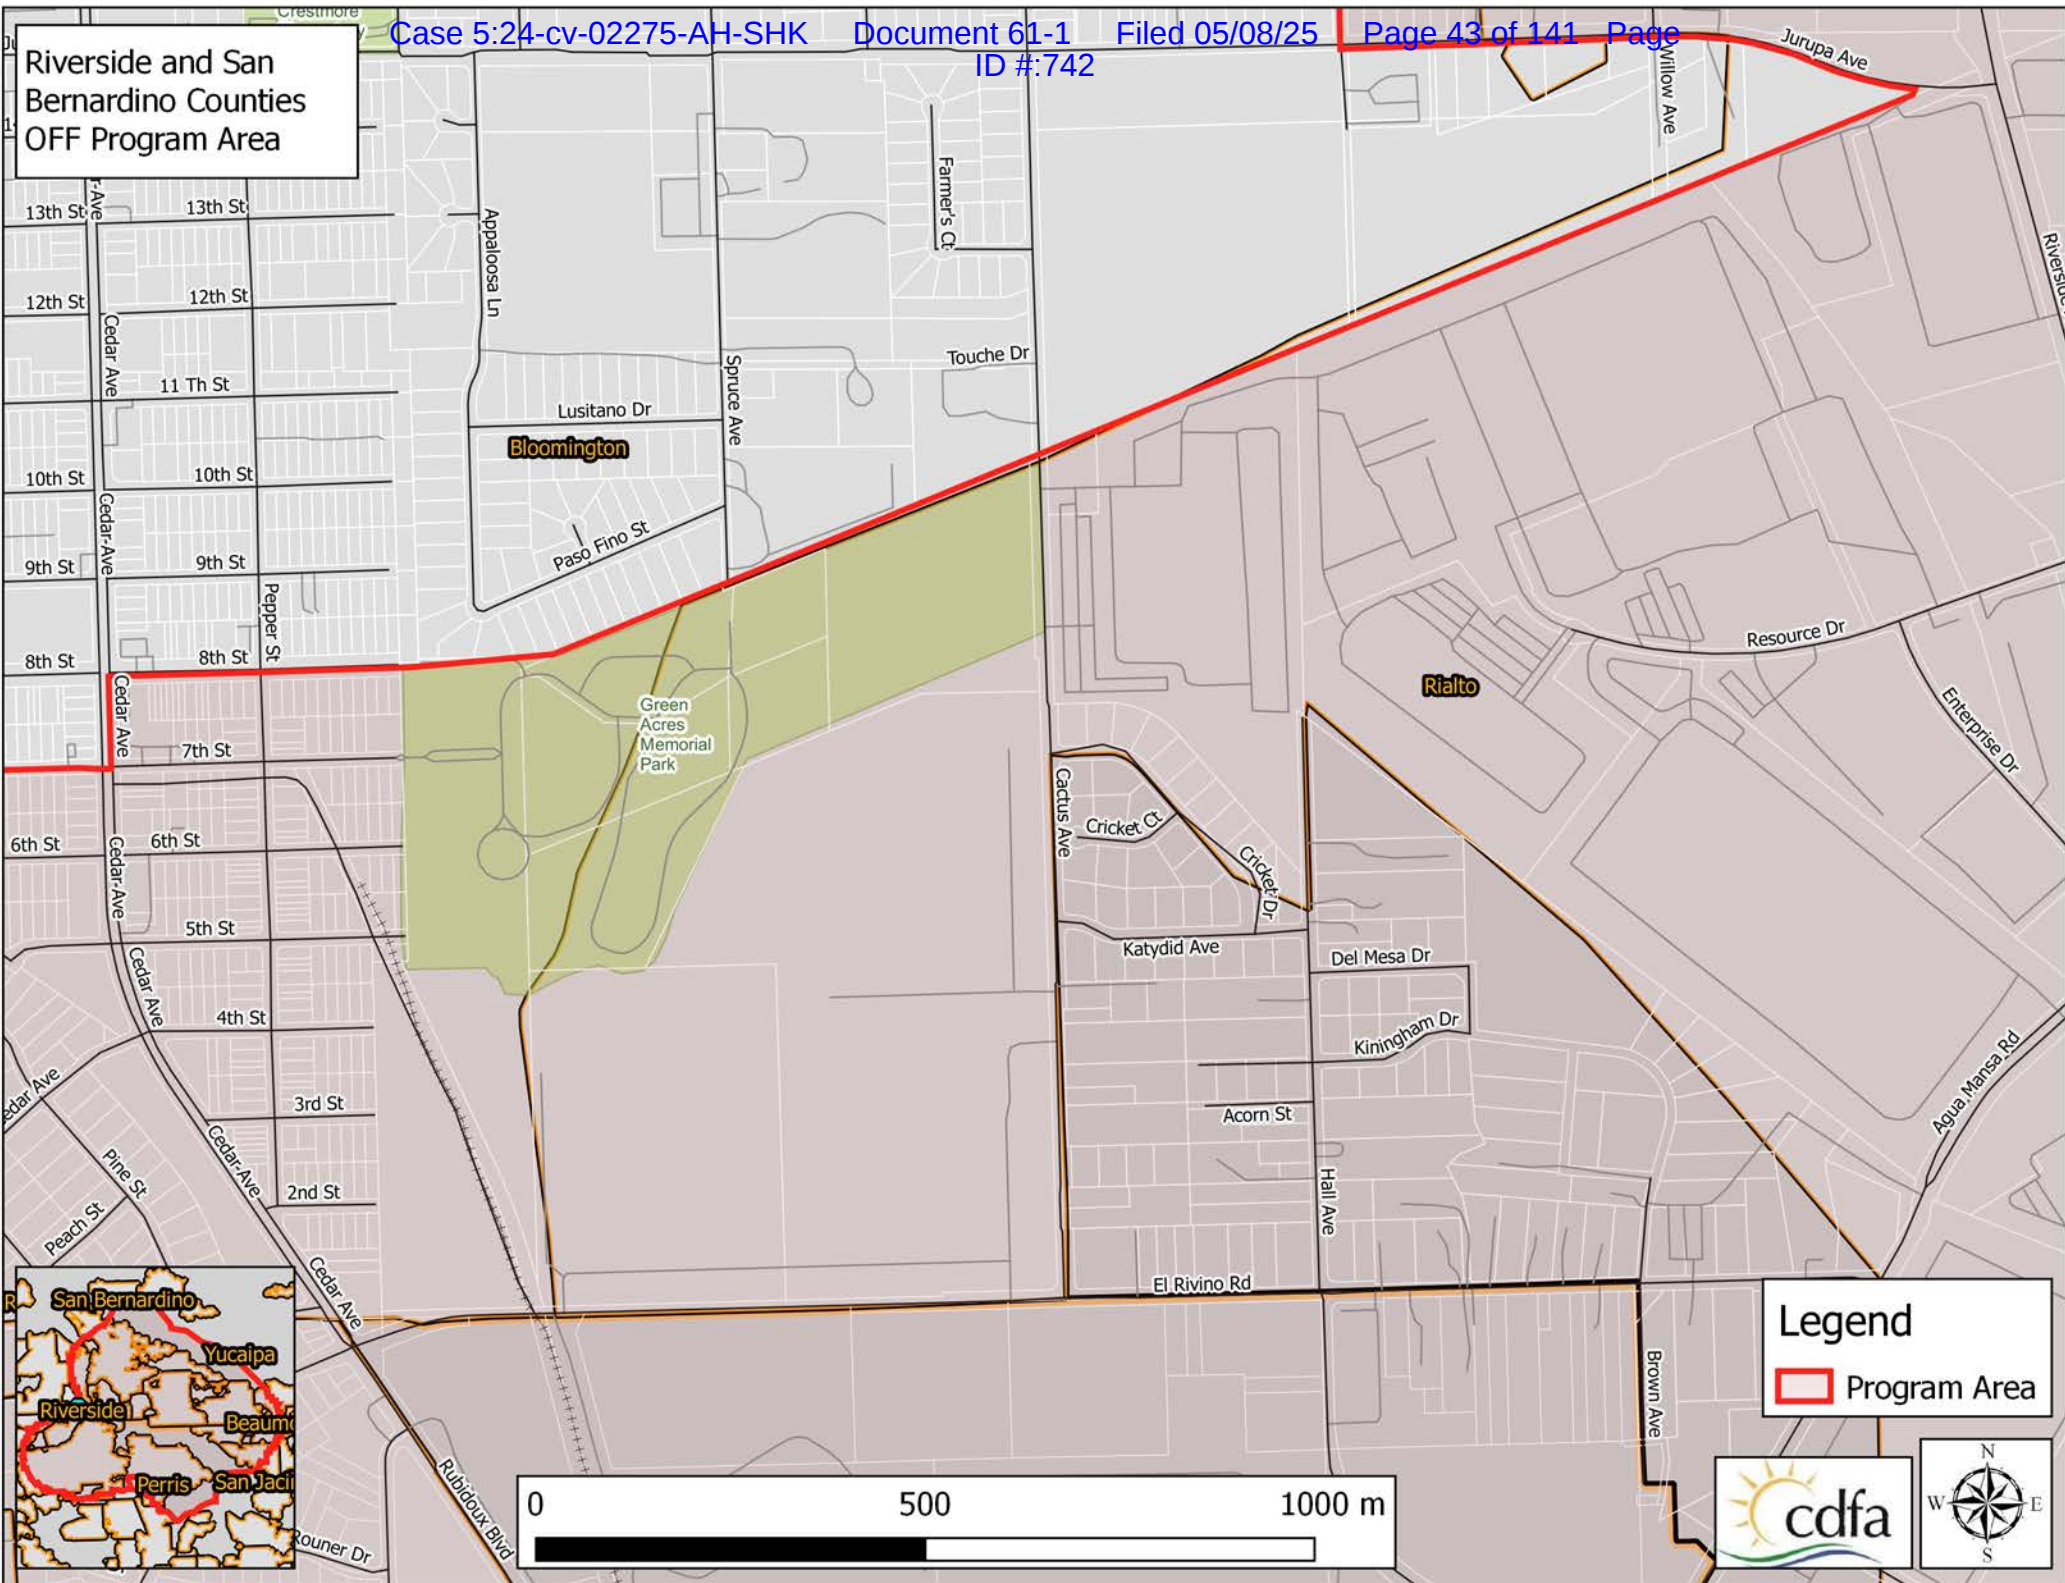 Crestmore
Case 5:24-cv-02275-AH-SHK Document 61-1 Filed 05/08/25 Page 43 of 141 Page
ID #:742
Riverside and San
Bernardino Counties
OFF Program Area
Jurupa Ave
Willow Ave
Farmer's Ct
13th St
13th St
Appaloosa Ln
12th St
12th St
Cedar Ave
Touche Dr
11 Th St
Spruce Ave
Lusitano Dr
Bloomington
10th St
10th St
Cedar-Ave
Paso Fino St
9th St
9th St
Pepper St
Resource Dr
8th St
8th St
Cedar Ave
Rialto
Green
Acres
Memorial
Park
Enterprise Dr
7th St
Cactus Ave
Cricket Ct
6th St
6th St
Cedar-Ave
Cricket Dr
5th St
Katydid Ave
Del Mesa Dr
Cedar Ave
4th St
Kiningham Dr
Agua Mansa Rd
3rd St
Acorn St
Cedar-Ave
Pine St
2nd St
Hall Ave
Peach St
Cedar Ave
El Rivino Rd
San Bernardino
Yucaipa
Riverside
Beaum
Perris
San Jaci
Legend
Program Area
Brown Ave
Rubidoux Blvd
Rouner Dr
0 500 1000 m
cdfa
N
W E
S